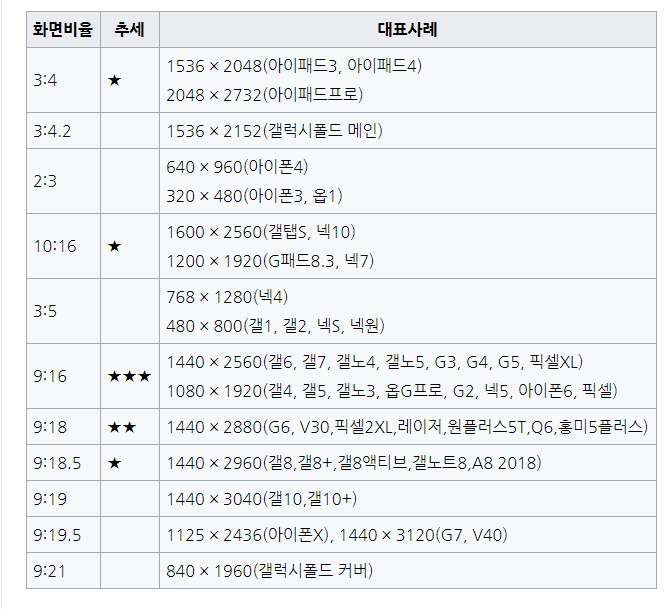 화면비율 추세 대표사례
3:4 ★ 1536 × 2048(아이패드3, 아이패드4)
2048 × 2732(아이패드프로)
3:4.2 1536 × 2152(갤럭시폴드 메인)
2:3 640 × 960(아이폰4)
320 × 480(아이폰3, 옵1)
10:16 ★ 1600 × 2560(갤탭S, 넥10)
1200 × 1920(G패드8.3, 넥7)
3:5 768 × 1280(넥4)
480 × 800(갤1, 갤2, 넥S, 넥원)
9:16 ★★★ 1440 × 2560(갤6, 갤7, 갤노4, 갤노5, G3, G4, G5, 픽셀XL)
1080 × 1920(갤4, 갤5, 갤노3, 옵G프로, G2, 넥5, 아이폰6, 픽셀)
9:18 ★★ 1440 × 2880(G6, V30,픽셀2XL,레이저,원플러스5T,Q6,홍미5플러스)
9:18.5 ★ 1440 × 2960(갤8,갤8+,갤8액티브,갤노트8,A8 2018)
9:19 1440 × 3040(갤10,갤10+)
9:19.5 1125 × 2436(아이폰X), 1440 × 3120(G7, V40)
9:21 840 × 1960(갤럭시폴드 커버)